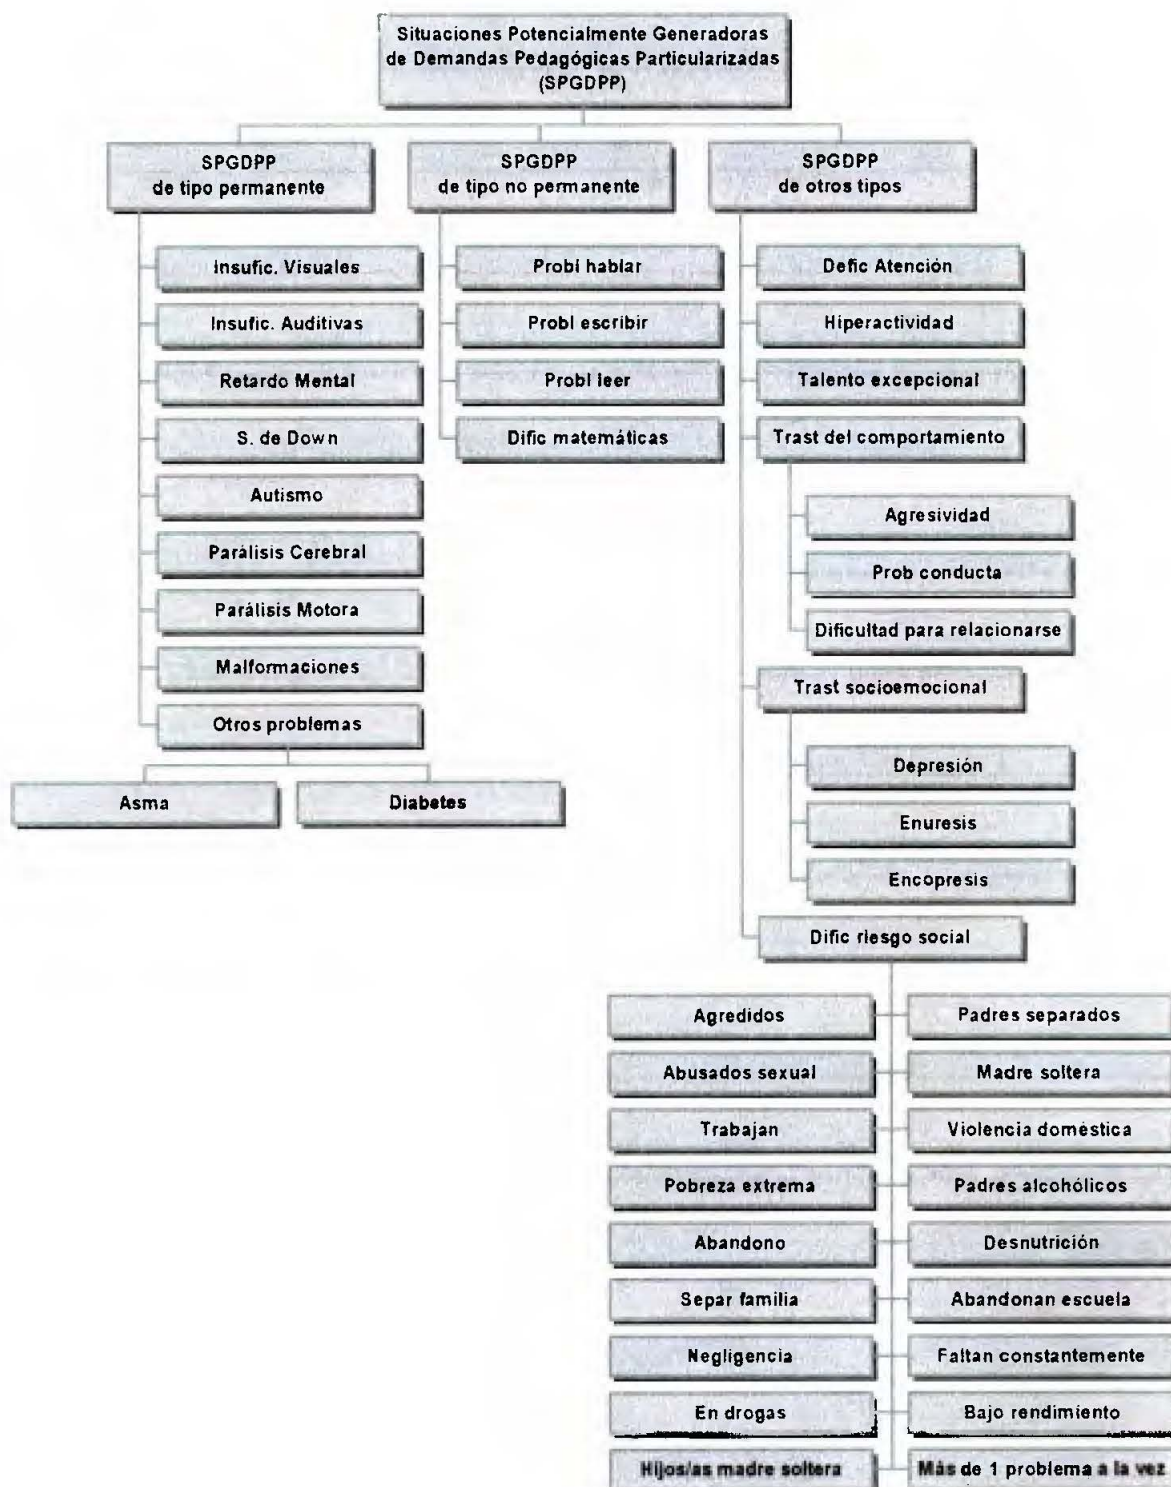 Situaciones Potencialmente Generadoras
de Demandas Pedagógicas Particularizadas
(SPGDPP)
SPGDPP
de tipo permanente
SPGDPP
de tipo no permanente
SPGDPP
de otros tipos
Insufic. Visuales
Insufic. Auditivas
Retardo Mental
S. de Down
Autismo
Parálisis Cerebral
Parálisis Motora
Malformaciones
Otros problemas
Asma
Diabetes
Probl hablar
Probl escribir
Probl leer
Dific matemáticas
Defic Atención
Hiperactividad
Talento excepcional
Trast del comportamiento
Agresividad
Prob conducta
Dificultad para relacionarse
Trast socioemocional
Depresión
Enuresis
Encopresis
Dific riesgo social
Agredidos
Padres separados
Abusados sexual
Madre soltera
Trabajan
Violencia doméstica
Pobreza extrema
Padres alcohólicos
Abandono
Desnutrición
Separ familia
Abandonan escuela
Negligencia
Faltan constantemente
En drogas
Bajo rendimiento
Hijos/as madre soltera
Más de 1 problema a la vez